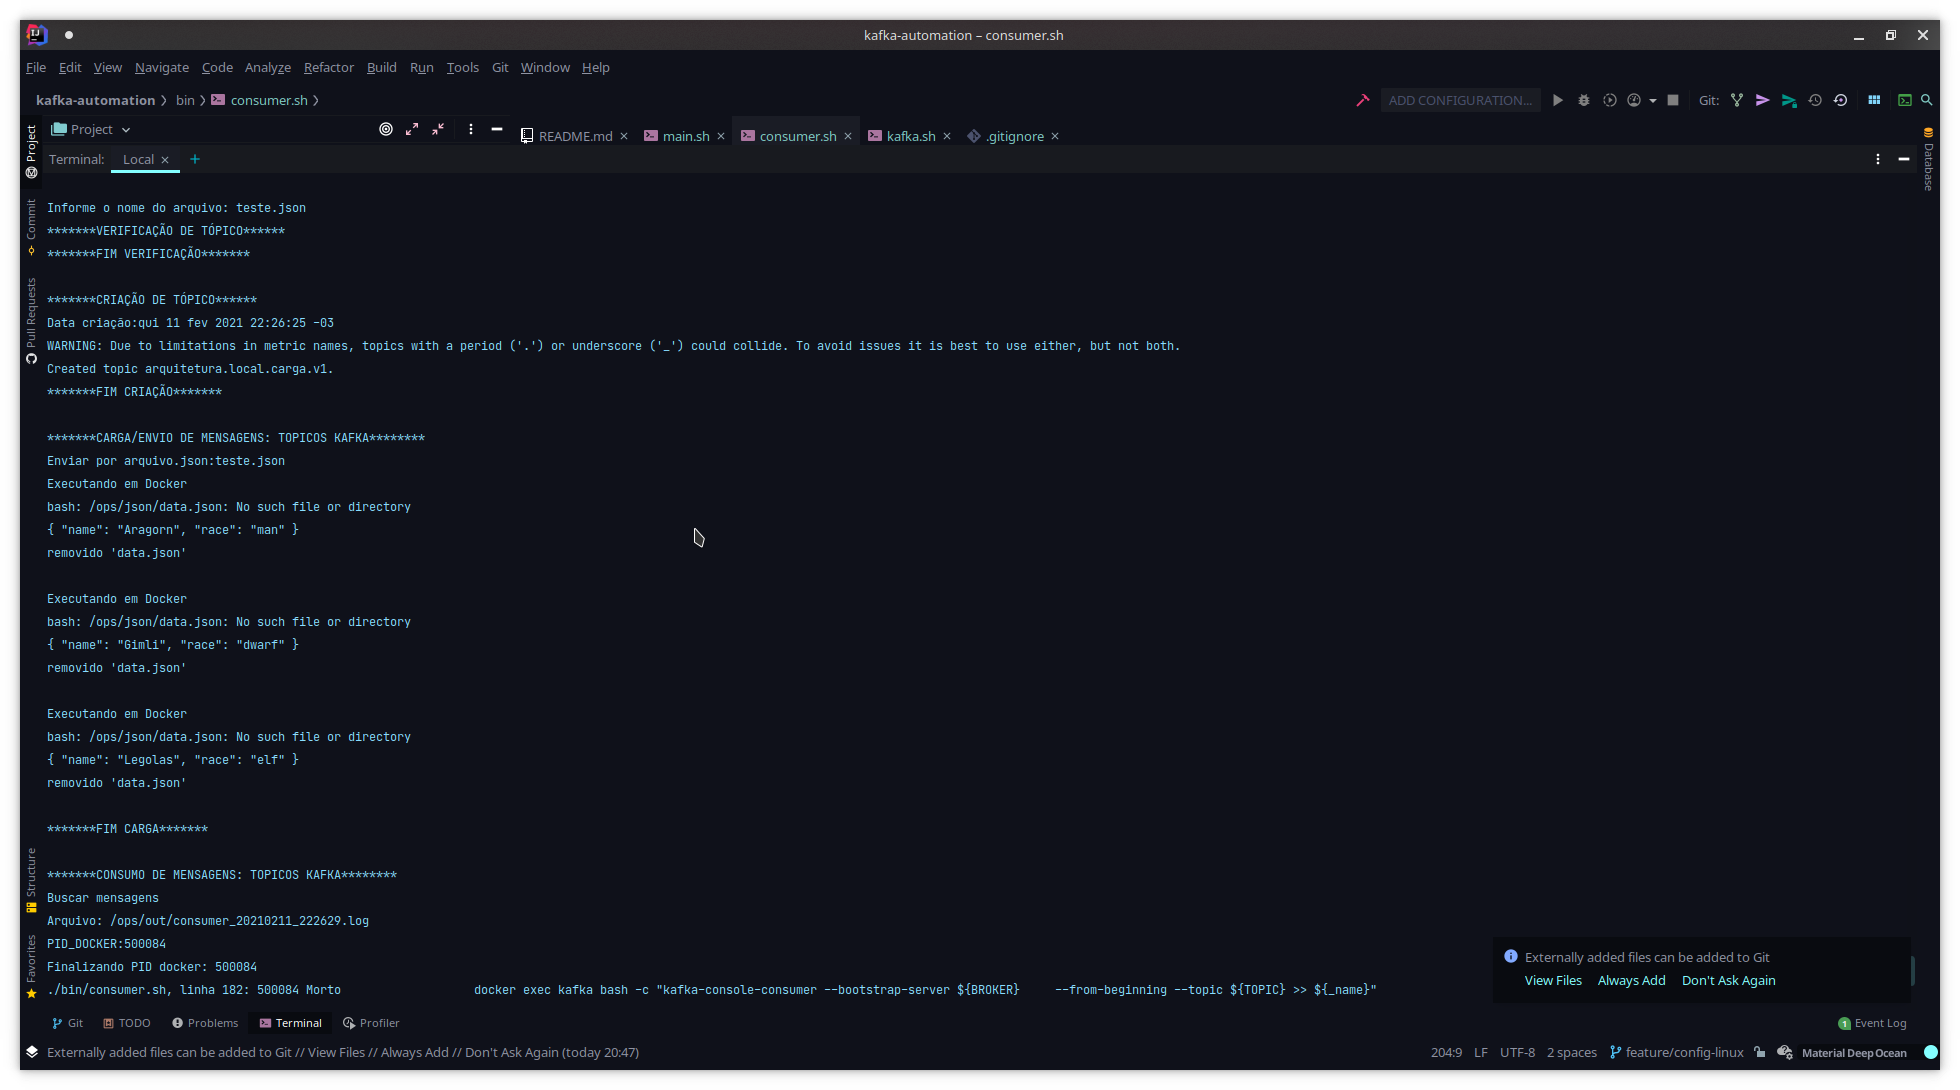 kafka-automation – consumer.sh
File Edit View Navigate Code Analyze Refactor Build Run Tools Git Window Help
kafka-automation bin consumer.sh
ADD CONFIGURATION...
Git:
Project
README.md
main.sh
consumer.sh
kafka.sh
.gitignore
Terminal: Local +
Project
Commit
Pull Requests
Structure
Favorites
Database
Informe o nome do arquivo: teste.json
*******VERIFICAÇÃO DE TÓPICO******
*******FIM VERIFICAÇÃO*******
*******CRIAÇÃO DE TÓPICO******
Data criação:qui 11 fev 2021 22:26:25 -03
WARNING: Due to limitations in metric names, topics with a period ('.') or underscore ('_') could collide. To avoid issues it is best to use either, but not both.
Created topic arquitetura.local.carga.v1.
*******FIM CRIAÇÃO*******
*******CARGA/ENVIO DE MENSAGENS: TOPICOS KAFKA********
Enviar por arquivo.json:teste.json
Executando em Docker
bash: /ops/json/data.json: No such file or directory
{ "name": "Aragorn", "race": "man" }
removido 'data.json'
Executando em Docker
bash: /ops/json/data.json: No such file or directory
{ "name": "Gimli", "race": "dwarf" }
removido 'data.json'
Executando em Docker
bash: /ops/json/data.json: No such file or directory
{ "name": "Legolas", "race": "elf" }
removido 'data.json'
*******FIM CARGA*******
*******CONSUMO DE MENSAGENS: TOPICOS KAFKA********
Buscar mensagens
Arquivo: /ops/out/consumer_20210211_222629.log
PID_DOCKER:500084
Finalizando PID docker: 500084
./bin/consumer.sh, linha 182: 500084 Morto                   docker exec kafka bash -c "kafka-console-consumer --bootstrap-server ${BROKER}     --from-beginning --topic ${TOPIC} >> ${_name}"
Externally added files can be added to Git
View Files Always Add Don't Ask Again
Git TODO Problems Terminal Profiler
1 Event Log
Externally added files can be added to Git // View Files // Always Add // Don't Ask Again (today 20:47)
204:9 LF UTF-8 2 spaces feature/config-linux Material Deep Ocean